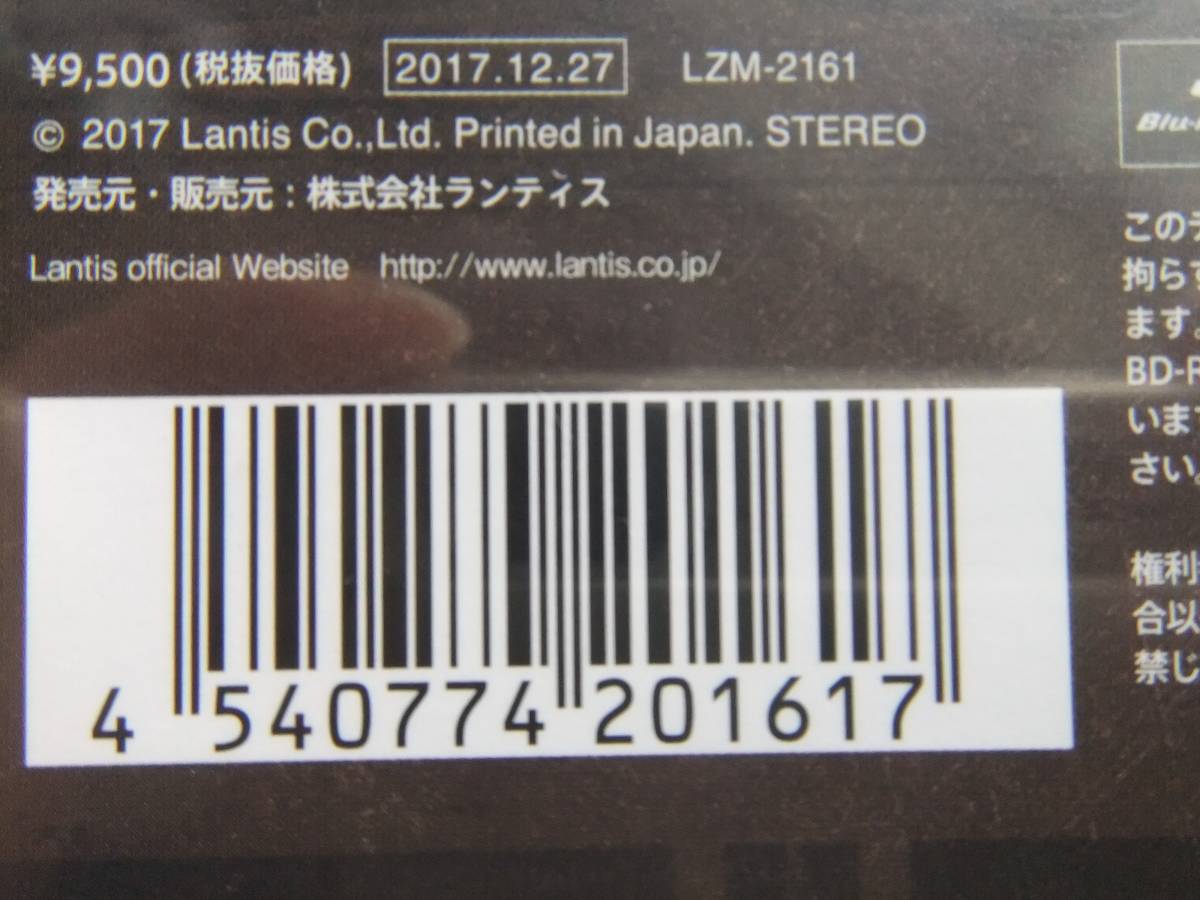 ¥9,500 (税抜価格) 2017.12.27 LZM-2161
© 2017 Lantis Co.,Ltd. Printed in Japan. STEREO
発売元・販売元：株式会社ランティス
Lantis official Website http://www.lantis.co.jp/
4 540774 201617
Blu-
この
拘らず
ます。
BD-R
います
さい。
権利
合以
禁じ